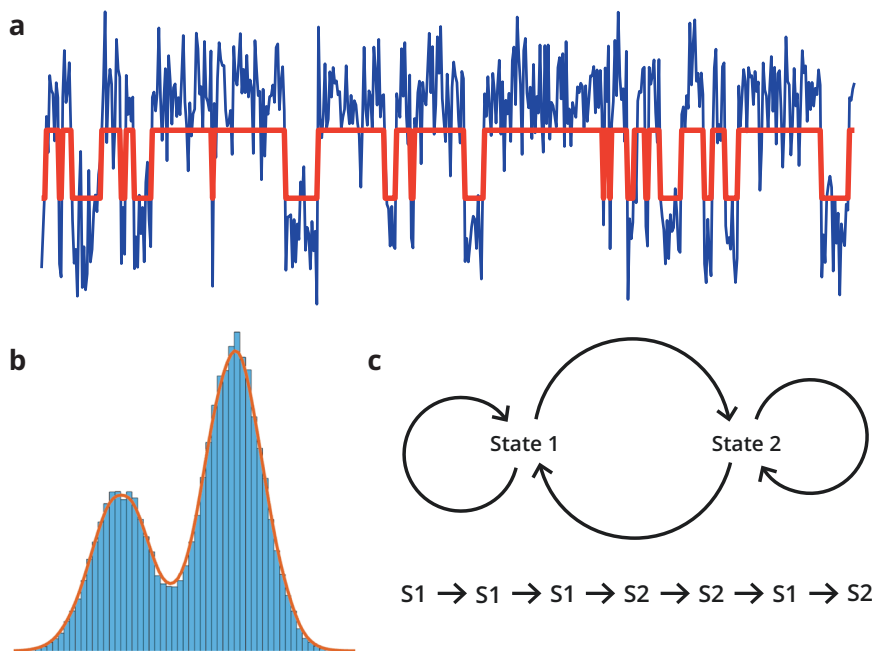 a
b
c
State 1
State 2
S1 → S1 → S1 → S2 → S2 → S1 → S2